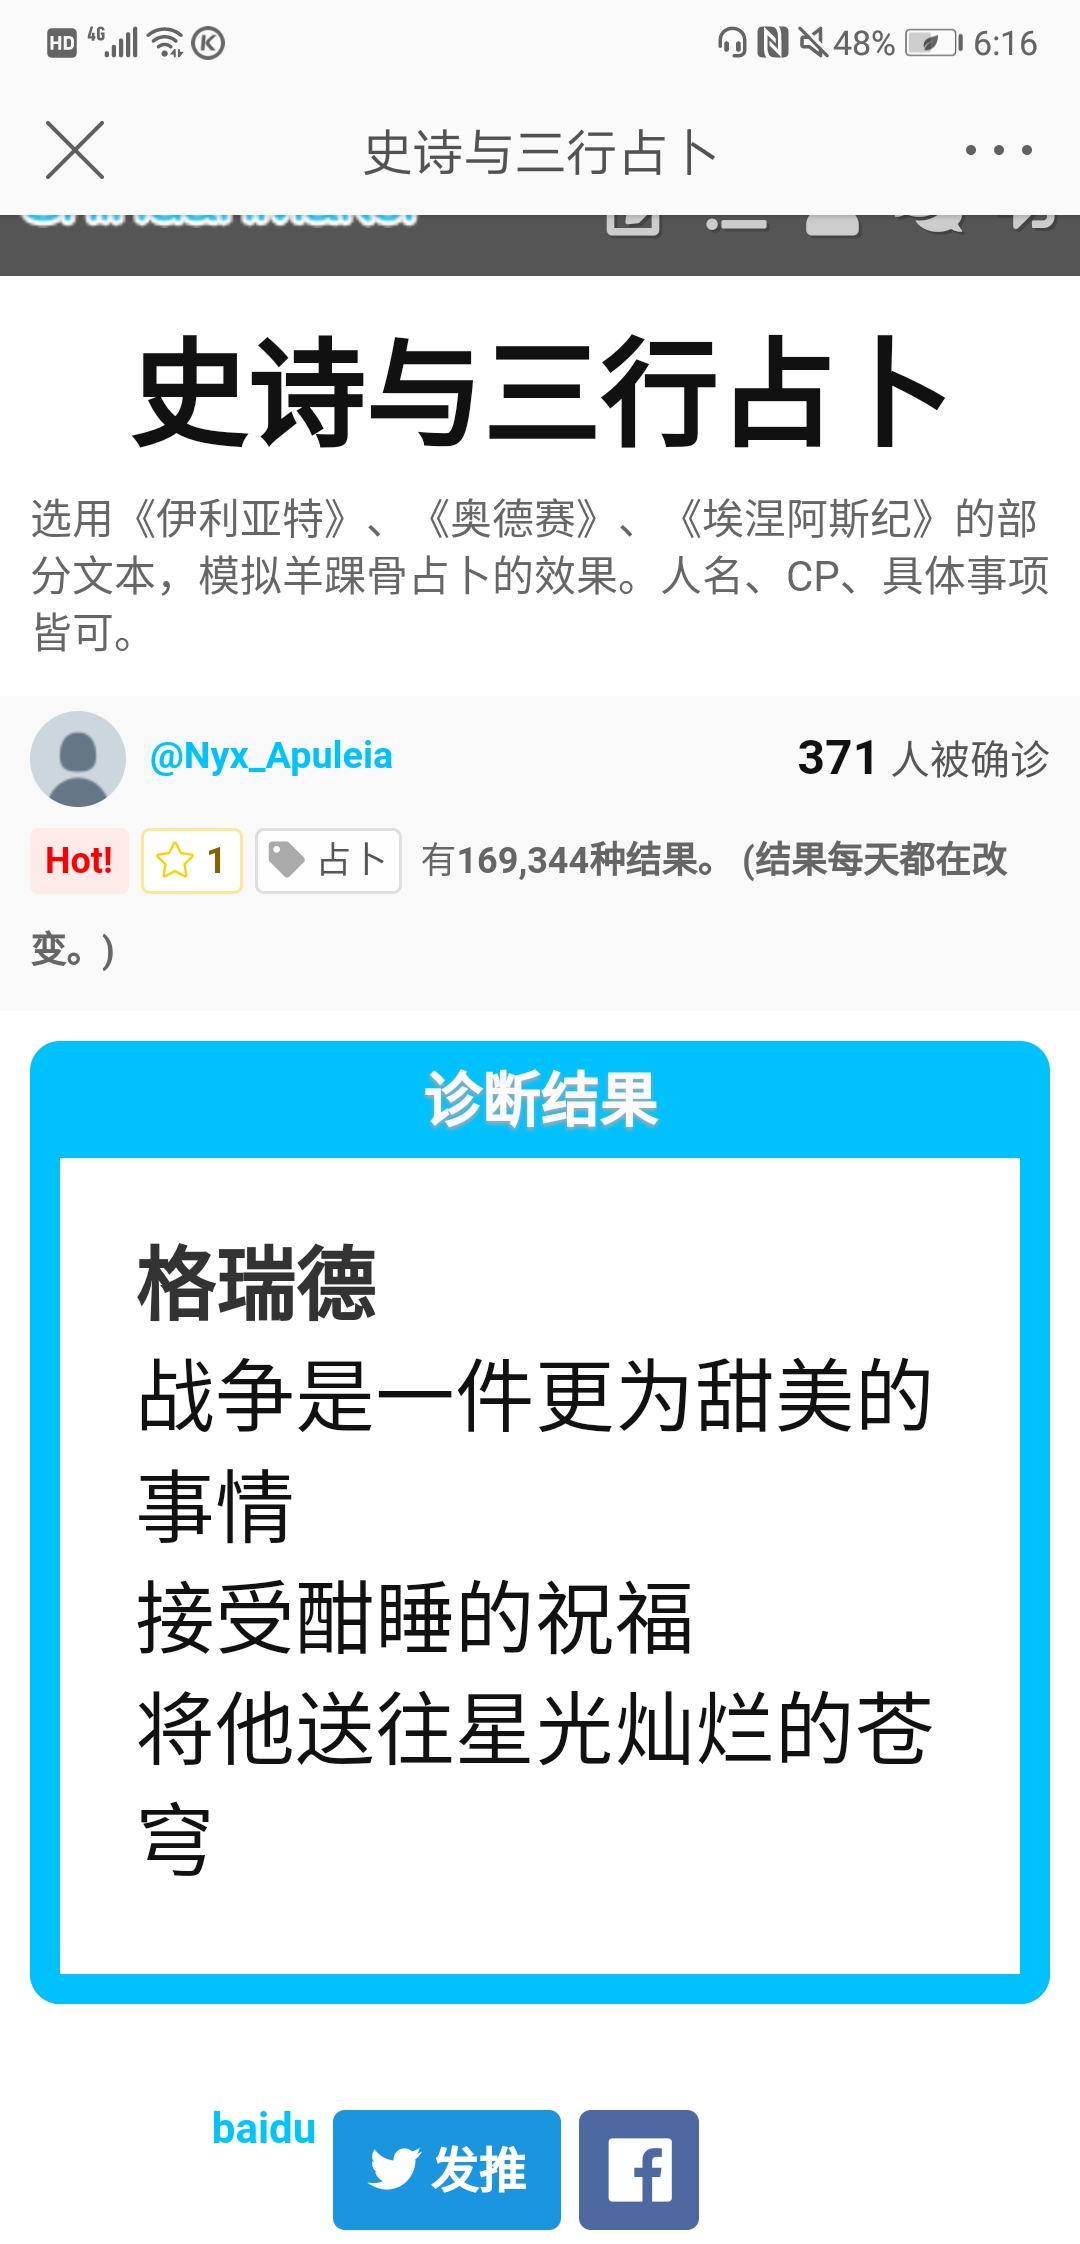 HD 4G 48% 6:16
史诗与三行占卜
史诗与三行占卜
选用《伊利亚特》、《奥德赛》、《埃涅阿斯纪》的部
分文本，模拟羊踝骨占卜的效果。人名、CP、具体事项
皆可。
@Nyx_Apuleia 371 人被确诊
Hot! 1 占卜 有169,344种结果。 (结果每天都在改
变。)
诊断结果
格瑞德
战争是一件更为甜美的
事情
接受酣睡的祝福
将他送往星光灿烂的苍
穹
baidu 发推